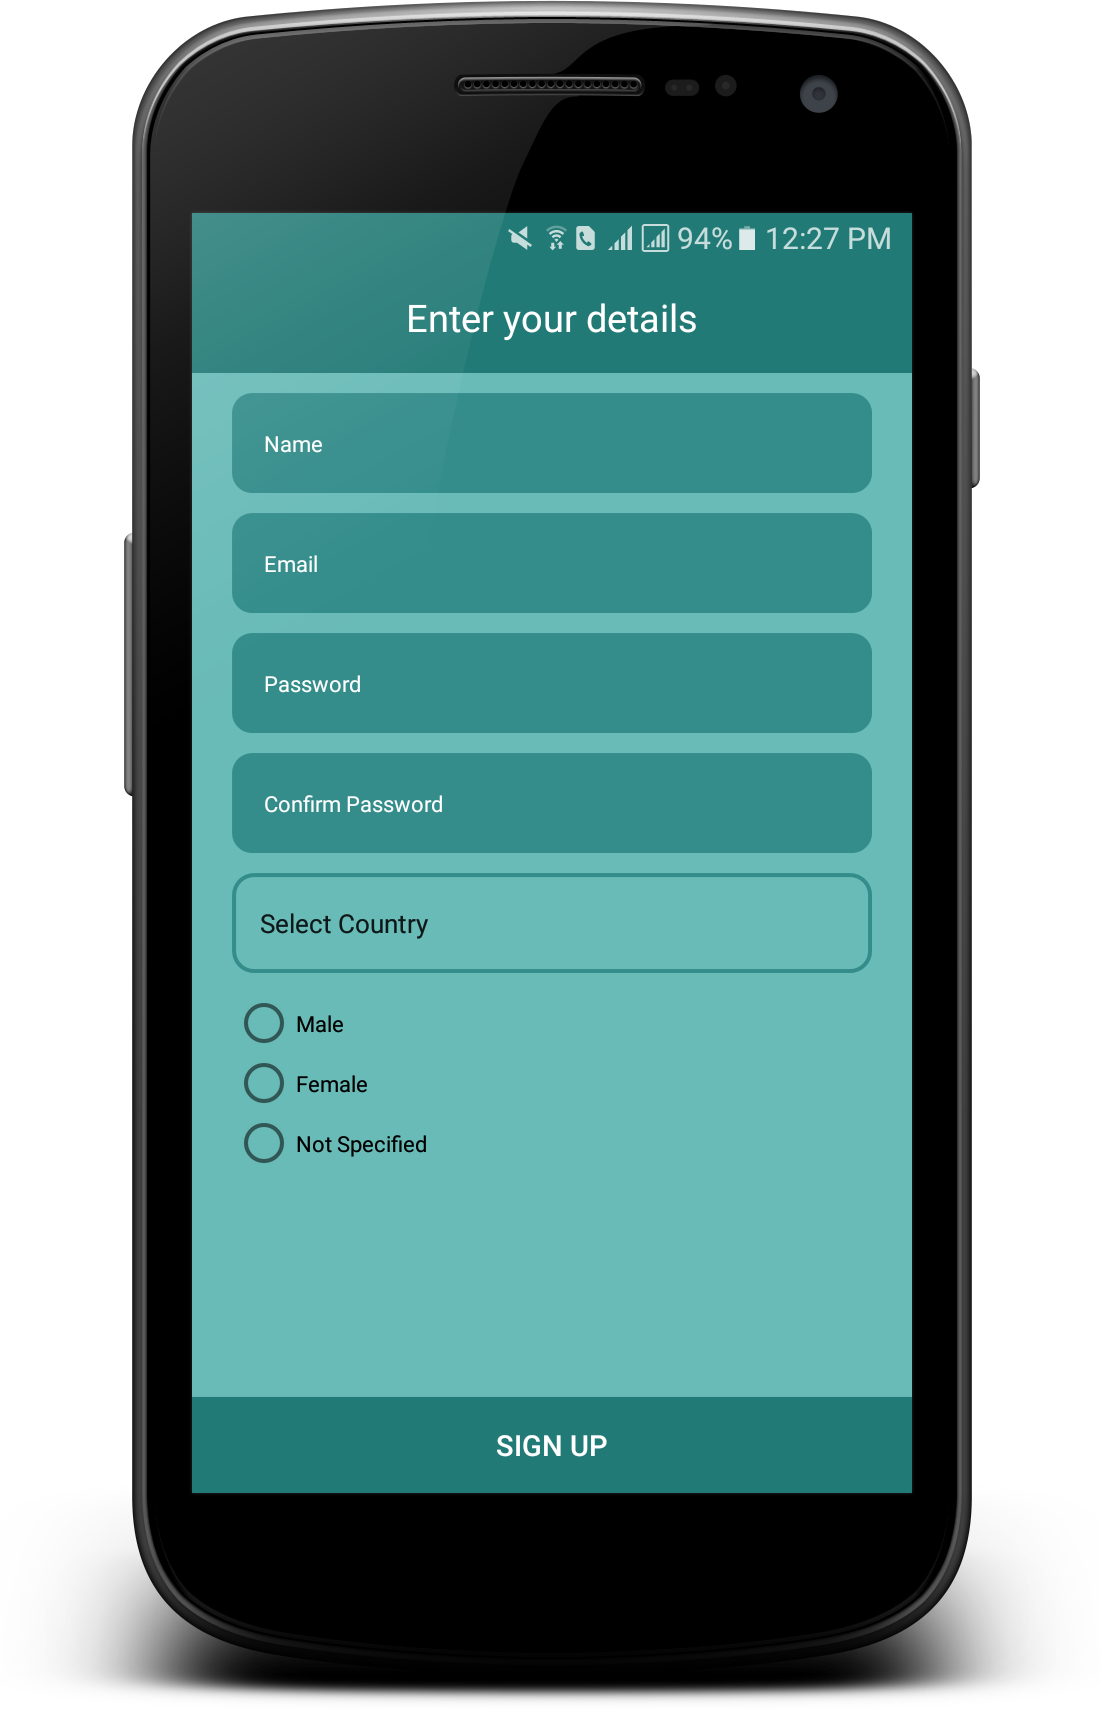 94% 12:27 PM
Enter your details
Name
Email
Password
Confirm Password
Select Country
Male
Female
Not Specified
SIGN UP